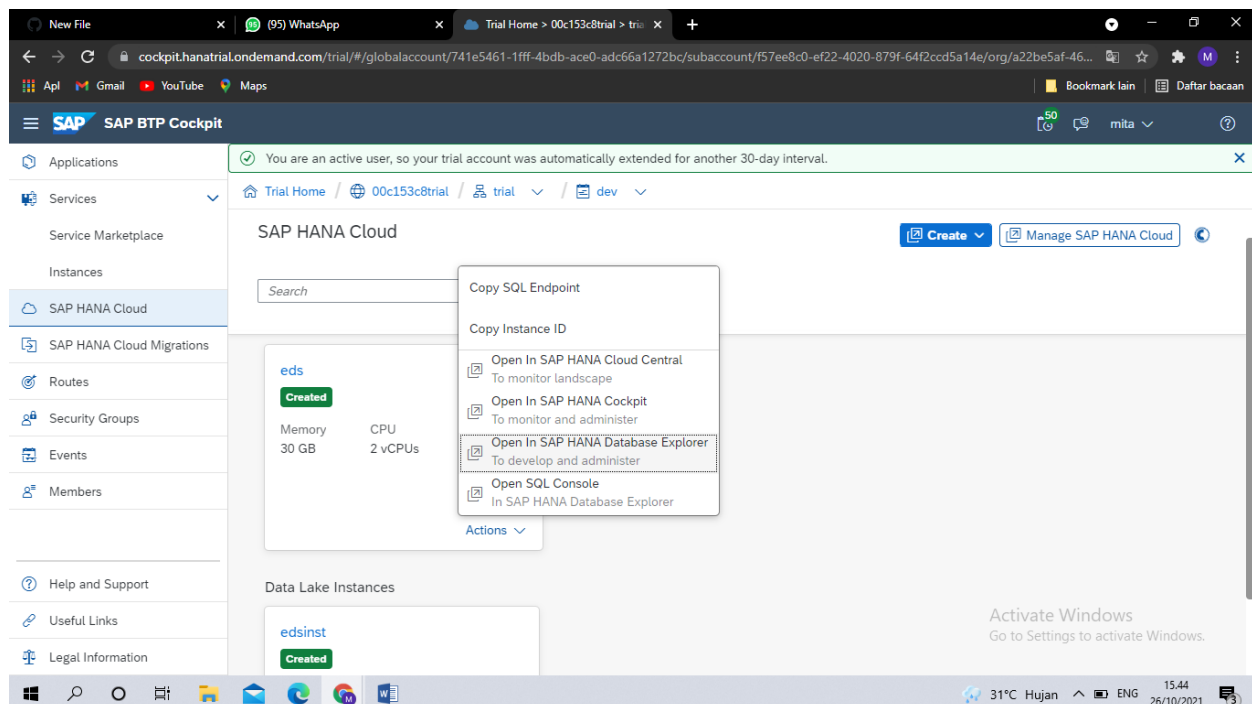 New File
(95) WhatsApp
Trial Home > 00c153c8trial > tria
cockpit.hanatrial.ondemand.com/trial/#/globalaccount/741e5461-1fff-4bdb-ace0-adc66a1272bc/subaccount/f57ee8c0-ef22-4020-879f-64f2ccd5a14e/org/a22be5af-46...
M
Apl
Gmail
YouTube
Maps
Bookmark lain
Daftar bacaan
SAP
SAP BTP Cockpit
50
mita
Applications
You are an active user, so your trial account was automatically extended for another 30-day interval.
Services
Trial Home / 00c153c8trial / trial / dev
Service Marketplace
SAP HANA Cloud
Create
Manage SAP HANA Cloud
Instances
Search
SAP HANA Cloud
SAP HANA Cloud Migrations
Routes
Security Groups
Events
Members
Help and Support
Useful Links
Legal Information
Copy SQL Endpoint
Copy Instance ID
Open In SAP HANA Cloud Central
To monitor landscape
Open In SAP HANA Cockpit
To monitor and administer
Open In SAP HANA Database Explorer
To develop and administer
Open SQL Console
In SAP HANA Database Explorer
eds
Created
Memory
CPU
30 GB
2 vCPUs
Actions
Data Lake Instances
edsinst
Created
Activate Windows
Go to Settings to activate Windows.
31°C Hujan
ENG
15.44
26/10/2021
3